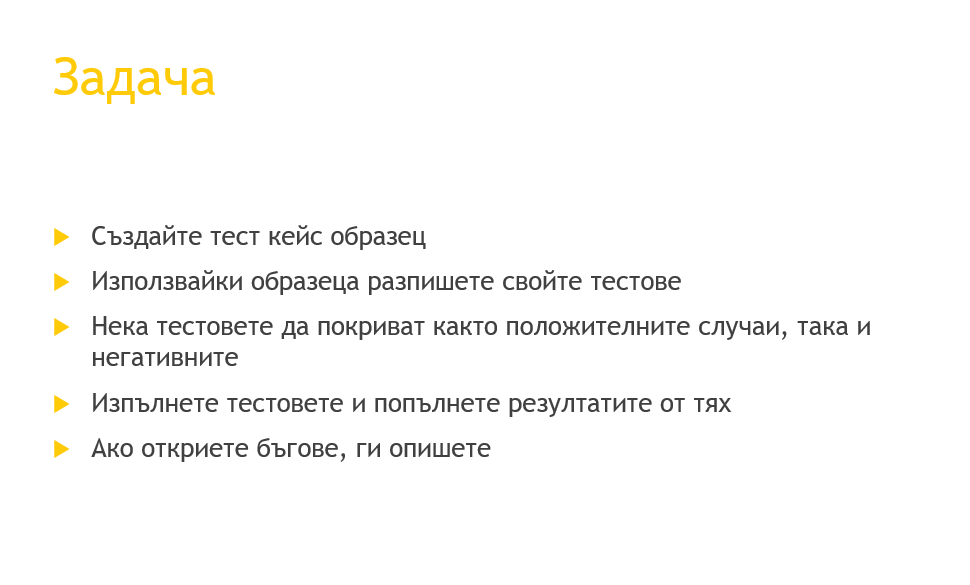 Задача
Създайте тест кейс образец
Използвайки образеца разпишете свойте тестове
Нека тестовете да покриват както положителните случаи, така и
негативните
Изпълнете тестовете и попълнете резултатите от тях
Ако откриете бъгове, ги опишете